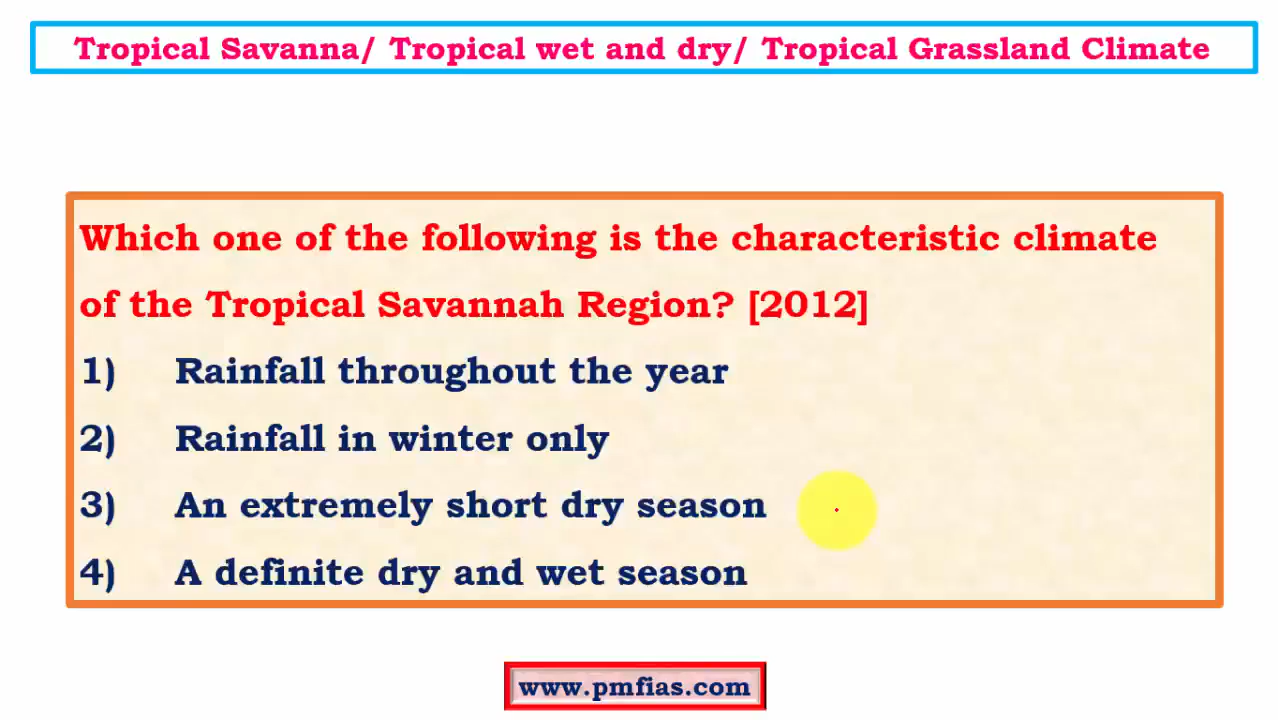 Tropical Savanna/ Tropical wet and dry/ Tropical Grassland Climate
Which one of the following is the characteristic climate
of the Tropical Savannah Region? [2012]
1) Rainfall throughout the year
2) Rainfall in winter only
3) An extremely short dry season
4) A definite dry and wet season
www.pmfias.com